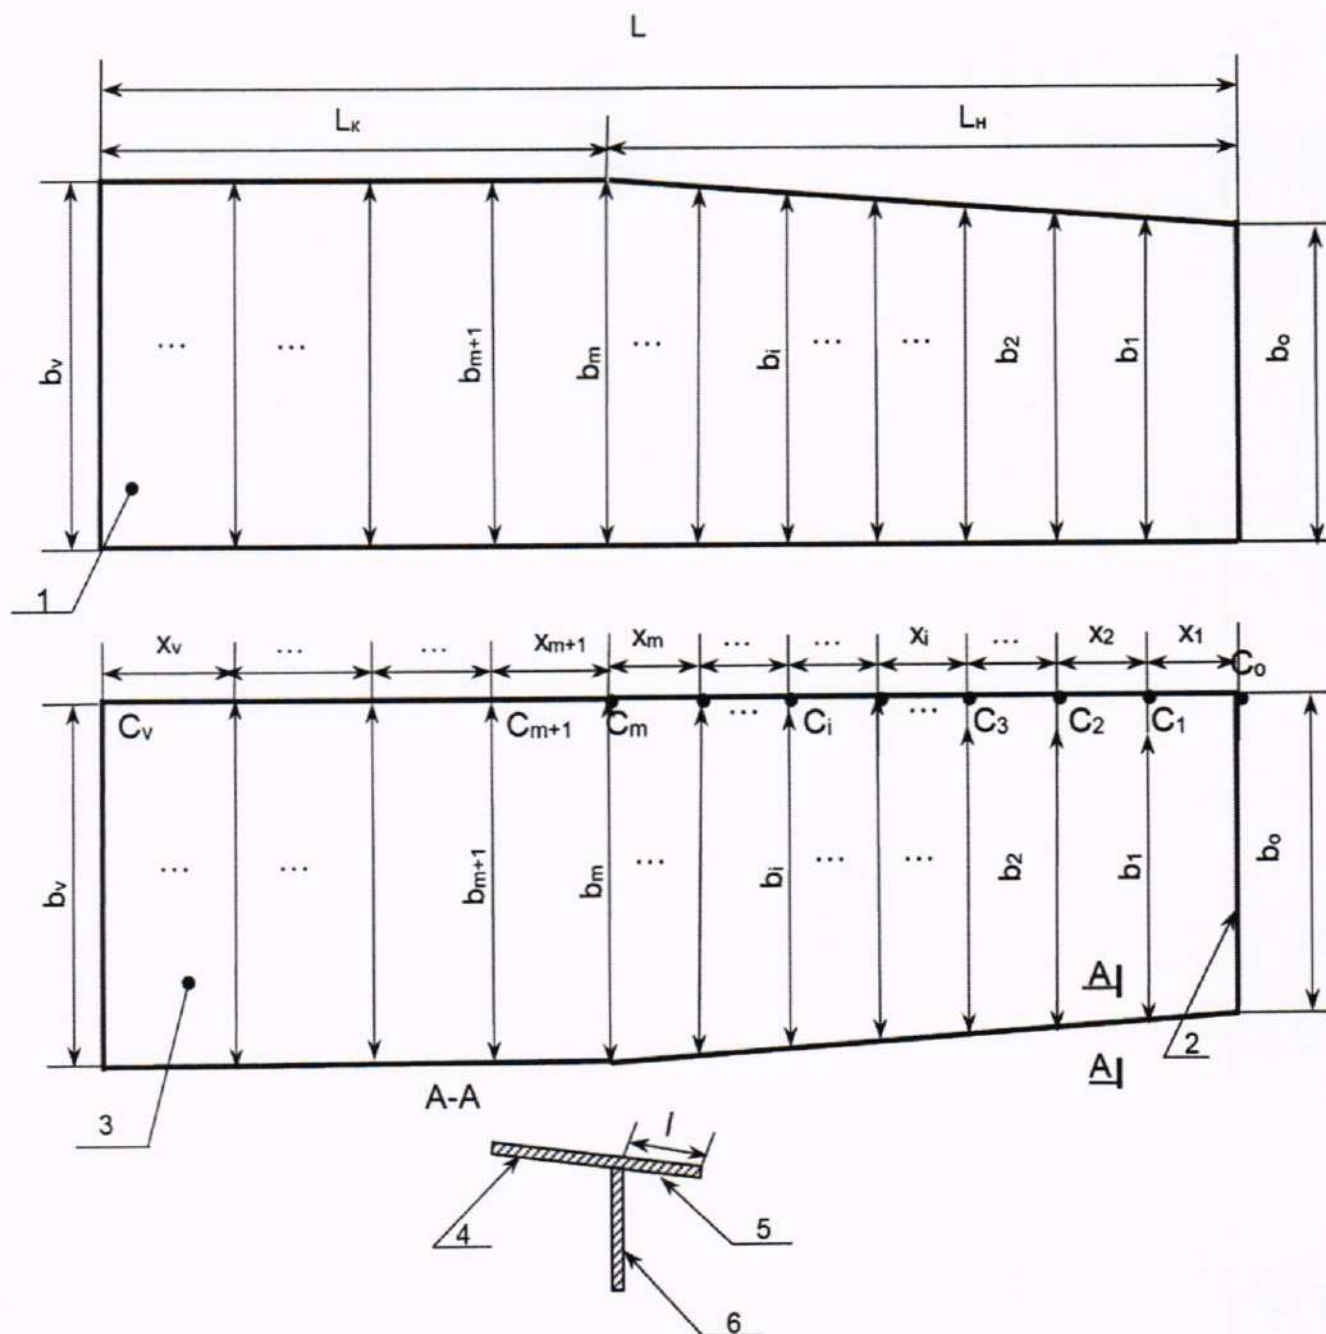 L
Lк Lн
bv ... ... bm+1 bm ... bi ... ... b2 b1 bo
1
xv ... ... xm+1 xm ... ... xi ... x2 x1
Co
Cv Cm+1 Cm ... Ci ... C3 C2 C1
bv ... ... bm+1 bm ... bi ... ... b2 b1 bo
A
2
A
3 A-A
l
4 5
6